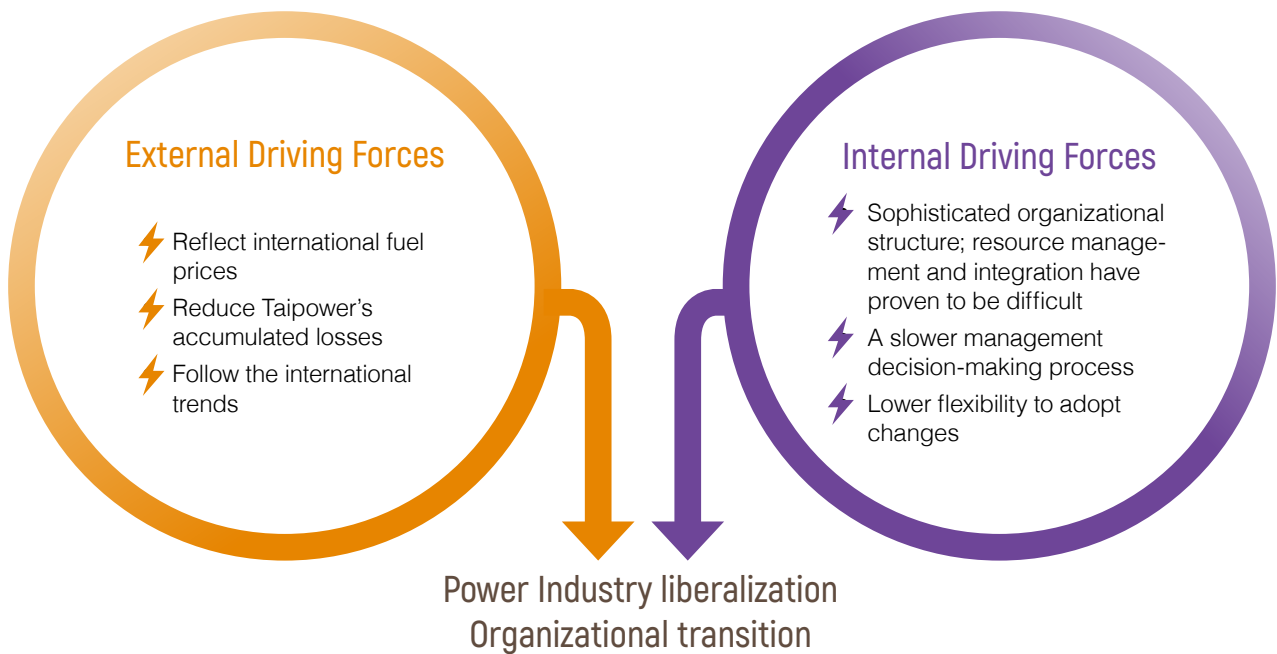 External Driving Forces
Reflect international fuel
prices
Reduce Taipower’s
accumulated losses
Follow the international
trends
Internal Driving Forces
Sophisticated organizational
structure; resource manage-
ment and integration have
proven to be difficult
A slower management
decision-making process
Lower flexibility to adopt
changes
Power Industry liberalization
Organizational transition